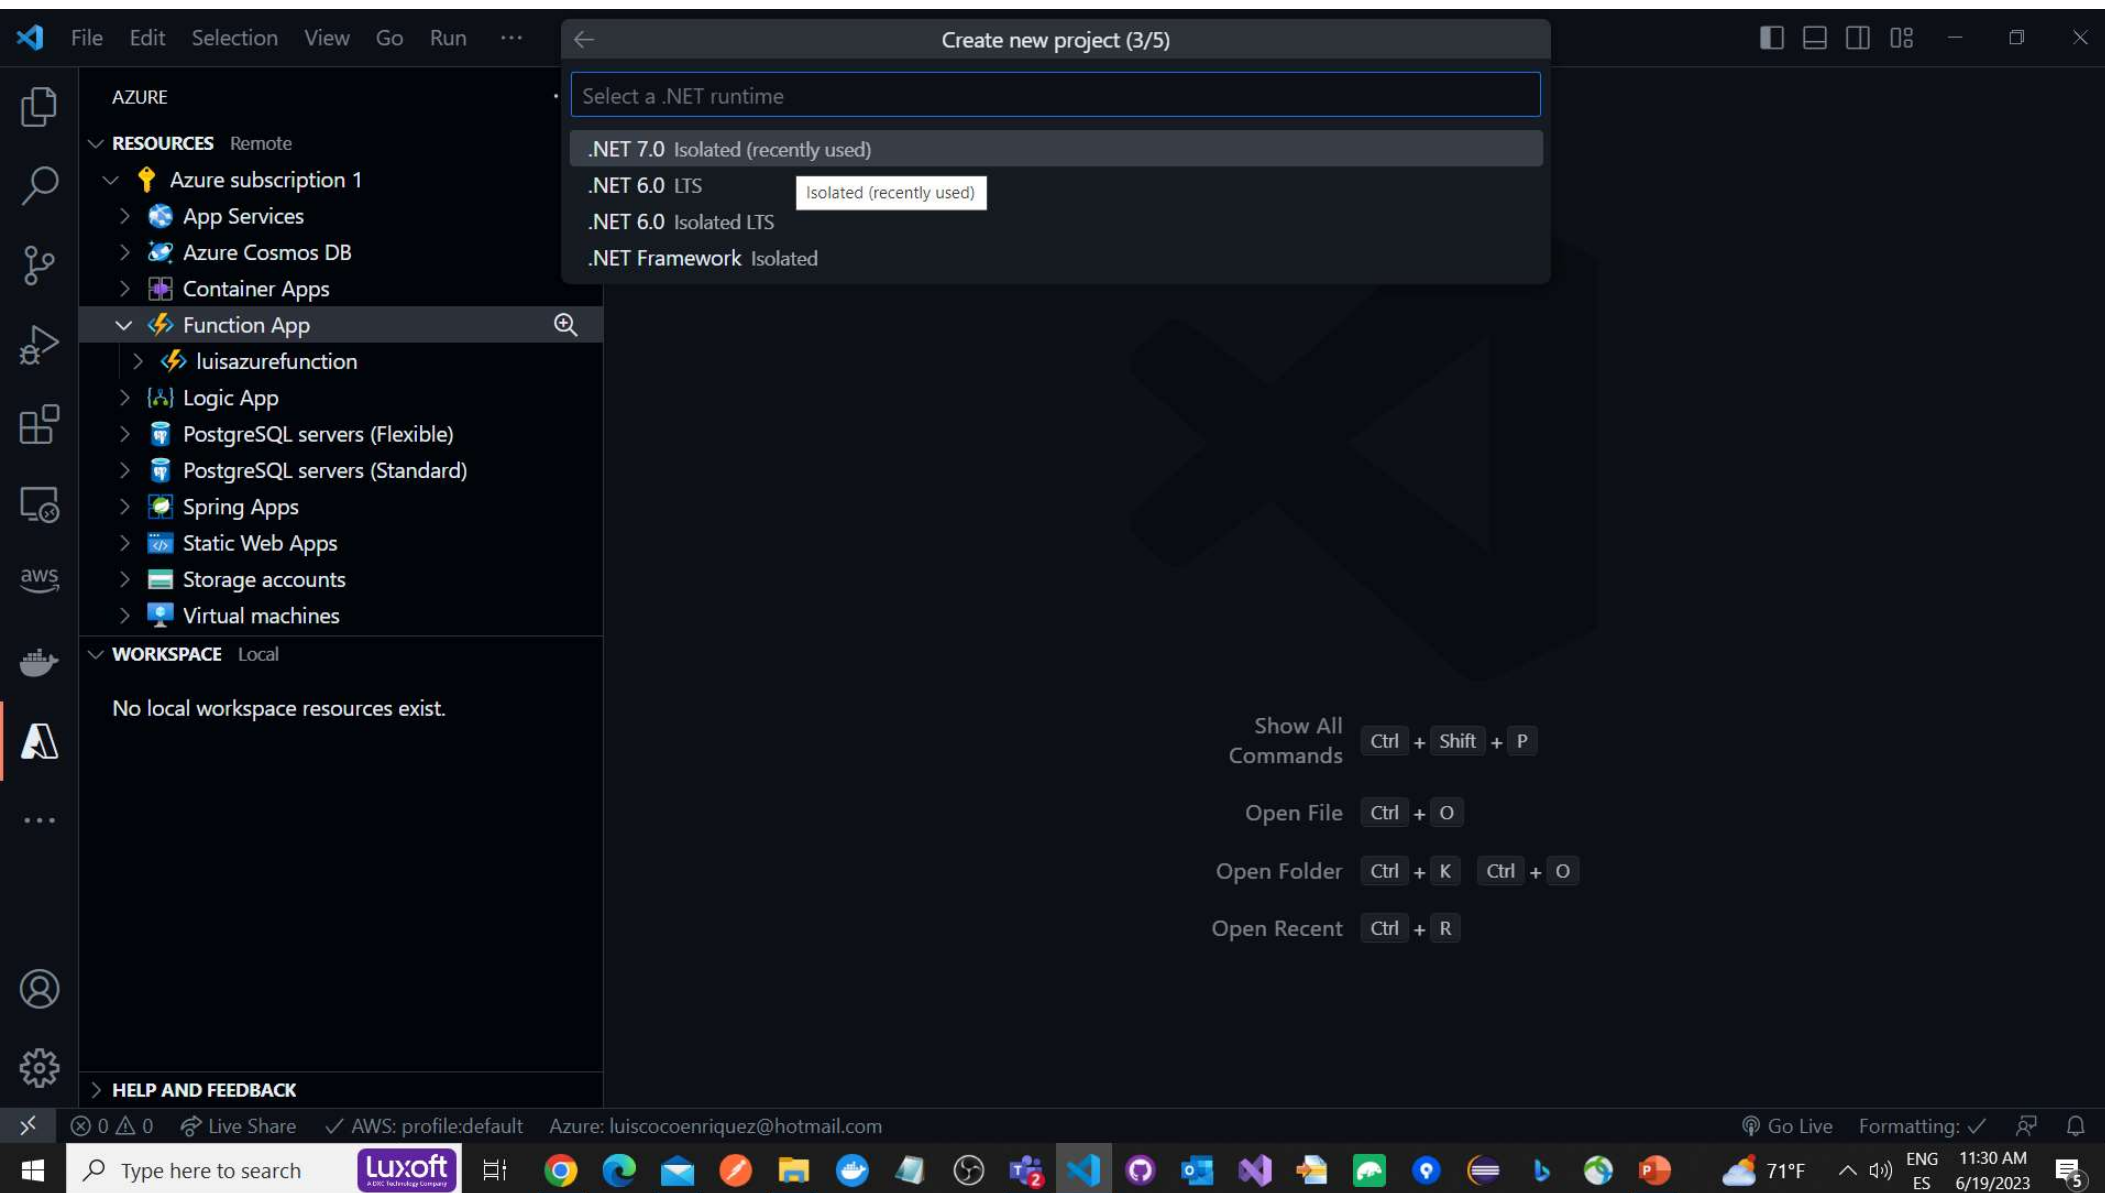 File Edit Selection View Go Run ···
Create new project (3/5)
Select a .NET runtime
.NET 7.0 Isolated (recently used)
.NET 6.0 LTS
Isolated (recently used)
.NET 6.0 Isolated LTS
.NET Framework Isolated
AZURE
RESOURCES Remote
Azure subscription 1
App Services
Azure Cosmos DB
Container Apps
Function App
luisazurefunction
Logic App
PostgreSQL servers (Flexible)
PostgreSQL servers (Standard)
Spring Apps
Static Web Apps
Storage accounts
Virtual machines
aws
WORKSPACE Local
No local workspace resources exist.
Show All Commands Ctrl + Shift + P
Open File Ctrl + O
Open Folder Ctrl + K Ctrl + O
Open Recent Ctrl + R
HELP AND FEEDBACK
0 0 Live Share AWS: profile:default Azure: luiscocoenriquez@hotmail.com Go Live Formatting:
Type here to search
Luxoft
A DXC Technology Company
2
71°F
ENG
ES
11:30 AM
6/19/2023
5